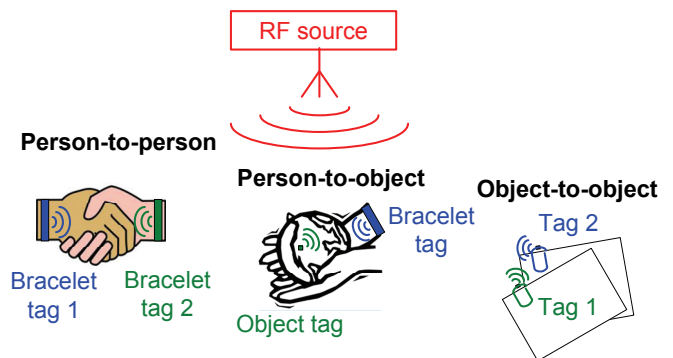 RF source
Person-to-person
Person-to-object
Object-to-object
Bracelet
tag 1
Bracelet
tag 2
Bracelet
tag
Object tag
Tag 2
Tag 1